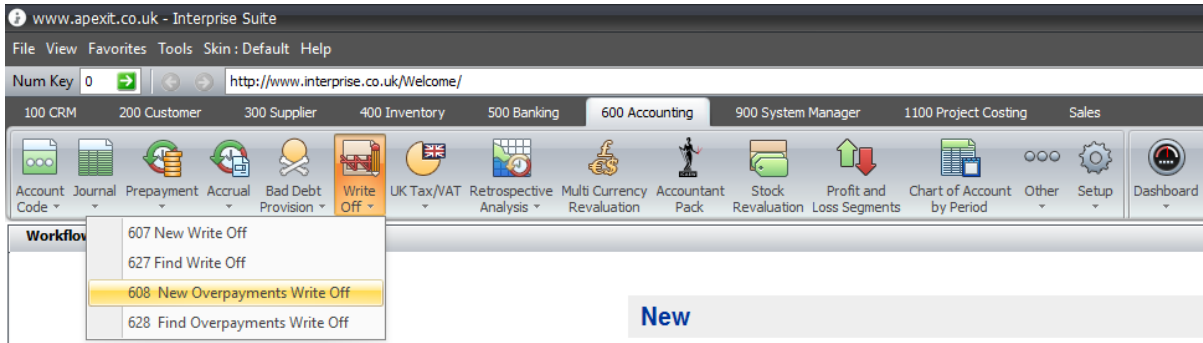 www.apexit.co.uk - Interprise Suite
File View Favorites Tools Skin : Default Help
Num Key 0 http://www.interprise.co.uk/Welcome/
100 CRM 200 Customer 300 Supplier 400 Inventory 500 Banking 600 Accounting 900 System Manager 1100 Project Costing Sales
Account Journal Prepayment Accrual Bad Debt Write UK Tax/VAT Retrospective Multi Currency Accountant Stock Profit and Chart of Account Other Setup Dashboard
Code Provision Off Analysis Revaluation Pack Revaluation Loss Segments by Period
607 New Write Off
627 Find Write Off
608 New Overpayments Write Off
628 Find Overpayments Write Off
New